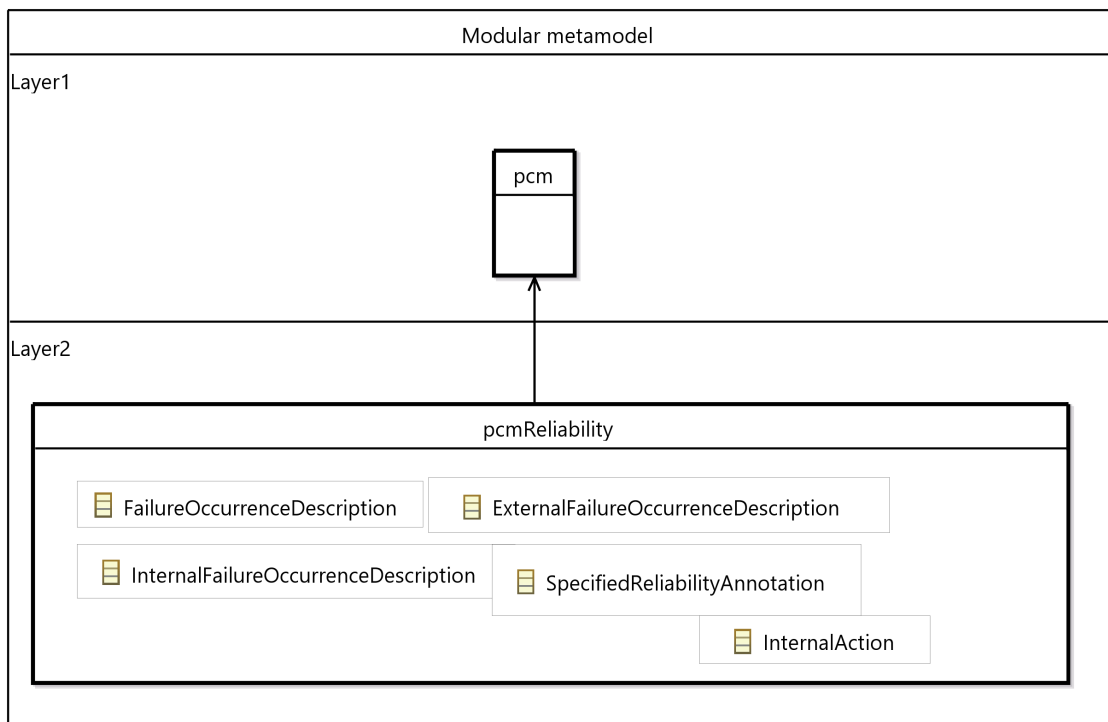 Modular metamodel
Layer1
pcm
Layer2
pcmReliability
FailureOccurrenceDescription
ExternalFailureOccurrenceDescription
InternalFailureOccurrenceDescription
SpecifiedReliabilityAnnotation
InternalAction